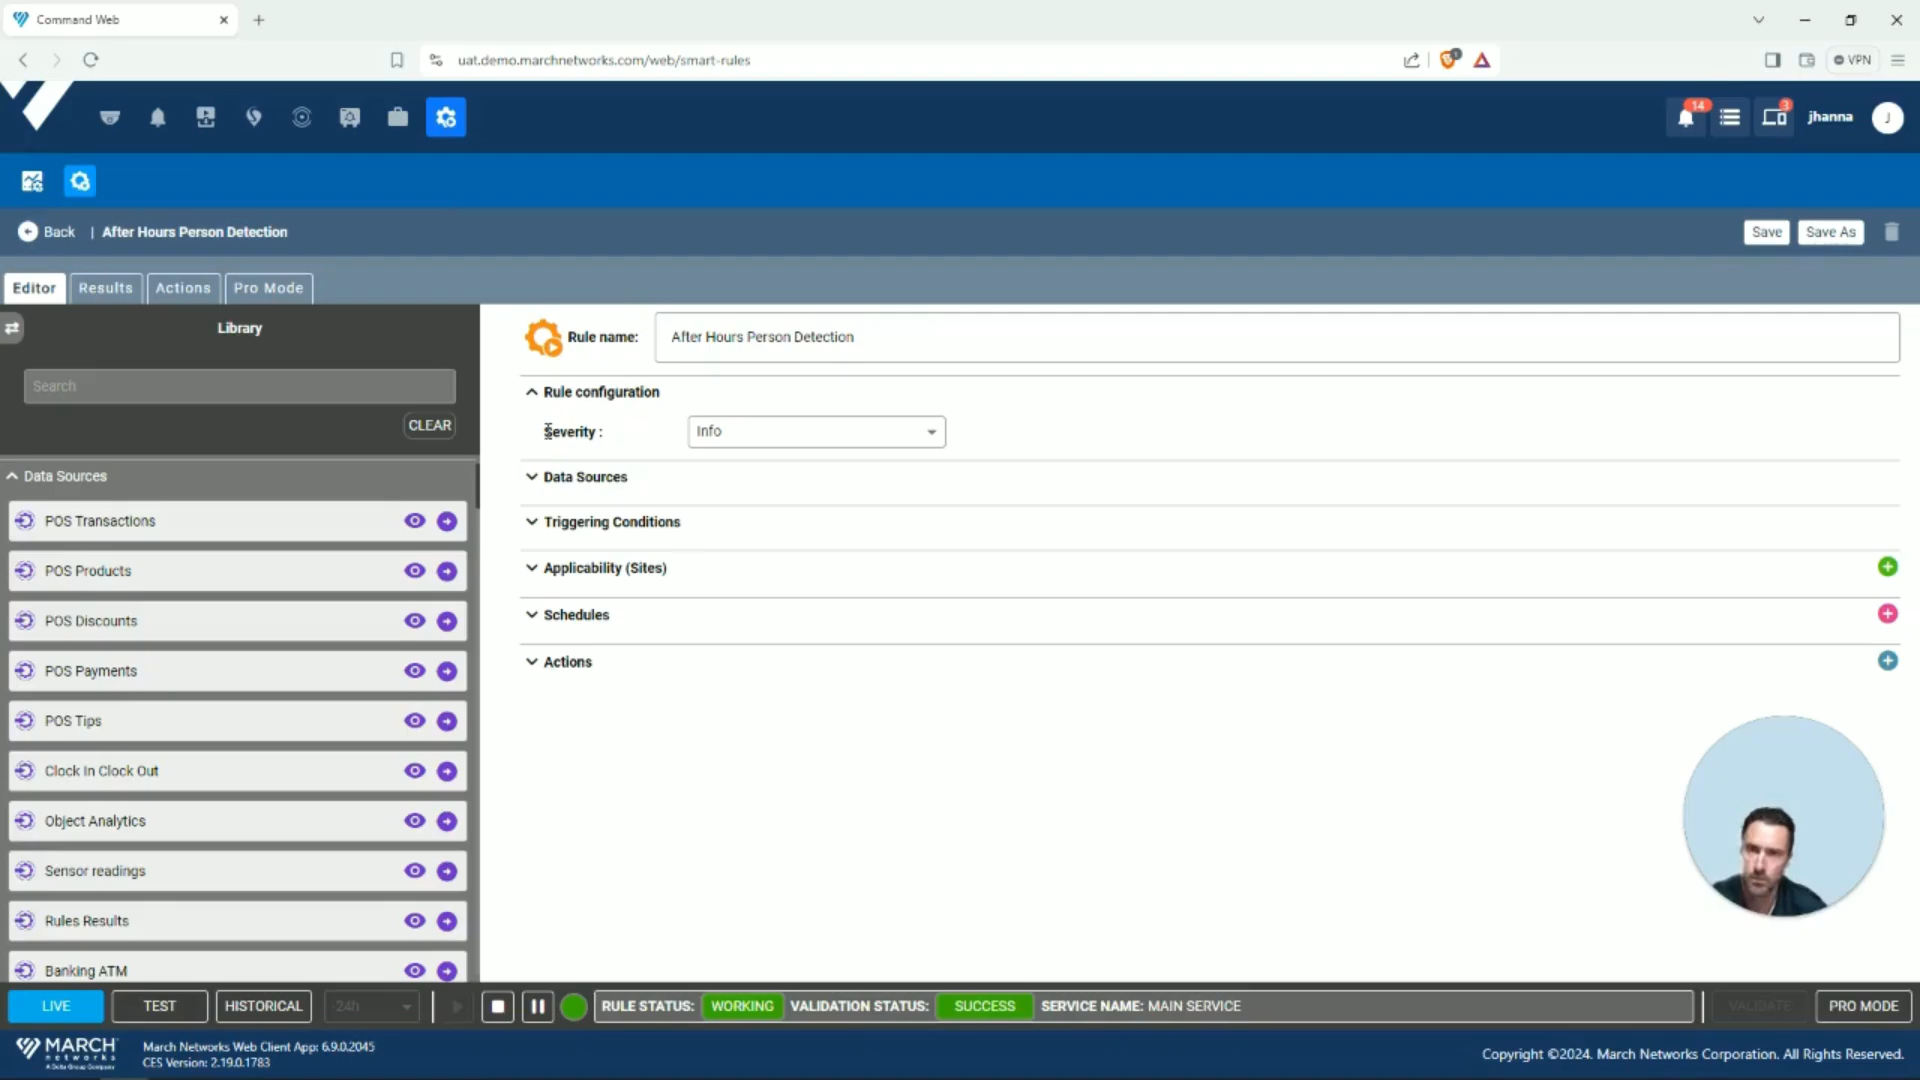 Command Web
uat.demo.marchnetworks.com/web/smart-rules
VPN
14
3
jhanna
J
Back | After Hours Person Detection
Save
Save As
Editor
Results
Actions
Pro Mode
Library
Search
CLEAR
Data Sources
POS Transactions
POS Products
POS Discounts
POS Payments
POS Tips
Clock In Clock Out
Object Analytics
Sensor readings
Rules Results
Banking ATM
Rule name:
After Hours Person Detection
Rule configuration
Severity :
Info
Data Sources
Triggering Conditions
Applicability (Sites)
Schedules
Actions
LIVE
TEST
HISTORICAL
24h
RULE STATUS: WORKING VALIDATION STATUS: SUCCESS SERVICE NAME: MAIN SERVICE
VALIDATE
PRO MODE
MARCH
networks
A Delta Group Company
March Networks Web Client App: 6.9.0.2045
CES Version: 2.19.0.1783
Copyright ©2024. March Networks Corporation. All Rights Reserved.